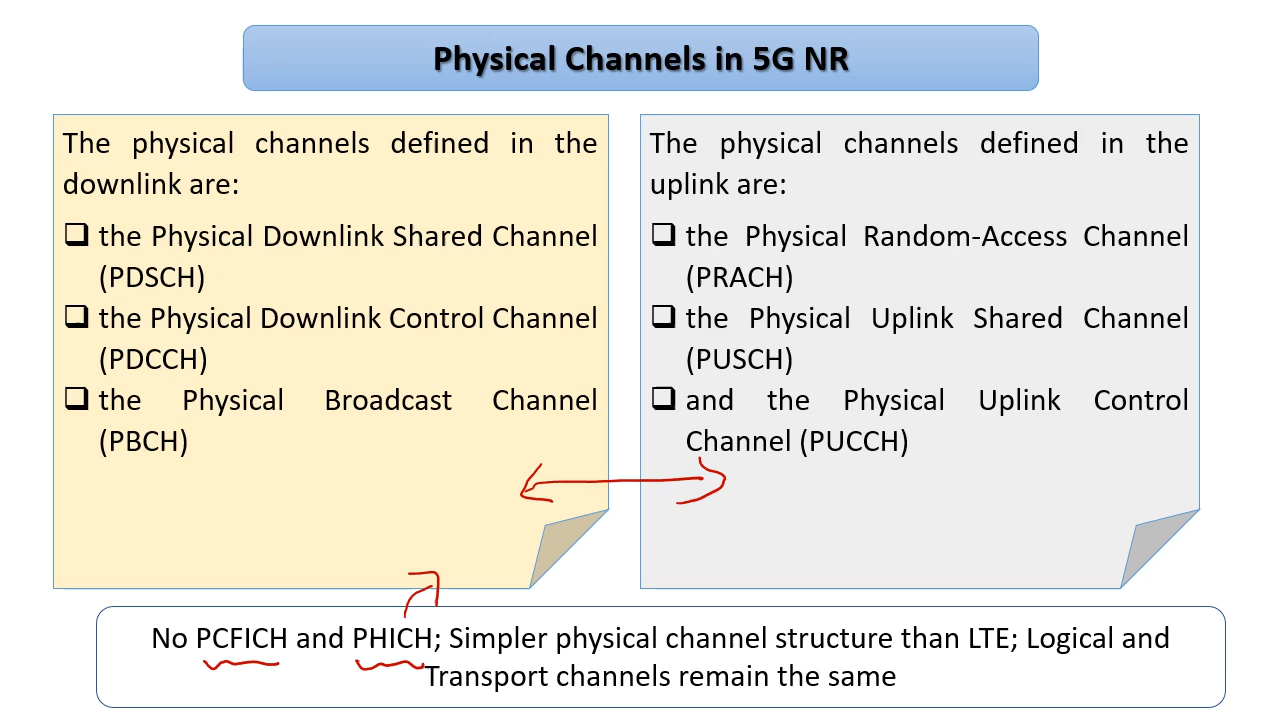 Physical Channels in 5G NR
The physical channels defined in the
downlink are:
❑ the Physical Downlink Shared Channel
(PDSCH)
❑ the Physical Downlink Control Channel
(PDCCH)
❑ the Physical Broadcast Channel
(PBCH)
The physical channels defined in the
uplink are:
❑ the Physical Random-Access Channel
(PRACH)
❑ the Physical Uplink Shared Channel
(PUSCH)
❑ and the Physical Uplink Control
Channel (PUCCH)
No PCFICH and PHICH; Simpler physical channel structure than LTE; Logical and
Transport channels remain the same